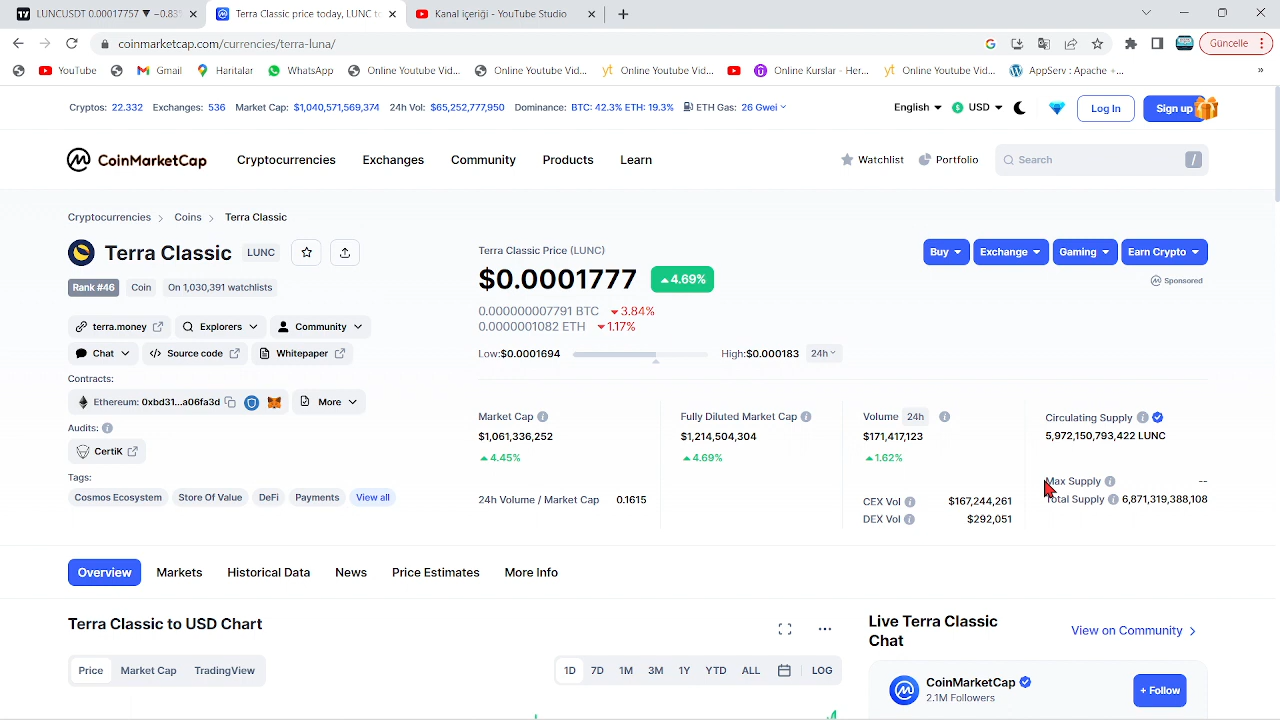 LUNCUSDT 0.0001757 ▼ −0.83%
Terra Classic price today, LUNC to
Kanal içeriği - YouTube Studio
coinmarketcap.com/currencies/terra-luna/
Güncelle
YouTube
Gmail
Haritalar
WhatsApp
Online Youtube Vid...
Online Youtube Vid...
Online Youtube Vid...
Online Kurslar - Her...
Online Youtube Vid...
AppServ : Apache +...
Cryptos: 22.332 Exchanges: 536 Market Cap: $1,040,571,569,374 24h Vol: $65,252,777,950 Dominance: BTC: 42.3% ETH: 19.3% ETH Gas: 26 Gwei
English USD Log In Sign up
CoinMarketCap Cryptocurrencies Exchanges Community Products Learn
Watchlist Portfolio Search /
Cryptocurrencies > Coins > Terra Classic
Terra Classic LUNC
Rank #46 Coin On 1,030,391 watchlists
terra.money Explorers Community
Chat Source code Whitepaper
Contracts:
Ethereum: 0xbd31...a06fa3d More
Audits:
CertiK
Tags:
Cosmos Ecosystem Store Of Value DeFi Payments View all
Terra Classic Price (LUNC)
$0.0001777 4.69%
0.000000007791 BTC 3.84%
0.0000001082 ETH 1.17%
Low:$0.0001694 High:$0.000183 24h
Buy Exchange Gaming Earn Crypto
Sponsored
Market Cap
$1,061,336,252
4.45%
24h Volume / Market Cap 0.1615
Fully Diluted Market Cap
$1,214,504,304
4.69%
Volume 24h
$171,417,123
1.62%
CEX Vol $167,244,261
DEX Vol $292,051
Circulating Supply
5,972,150,793,422 LUNC
Max Supply --
Total Supply 6,871,319,388,108
Overview Markets Historical Data News Price Estimates More Info
Terra Classic to USD Chart
Price Market Cap TradingView
1D 7D 1M 3M 1Y YTD ALL LOG
Live Terra Classic
Chat
View on Community >
CoinMarketCap
2.1M Followers
+ Follow